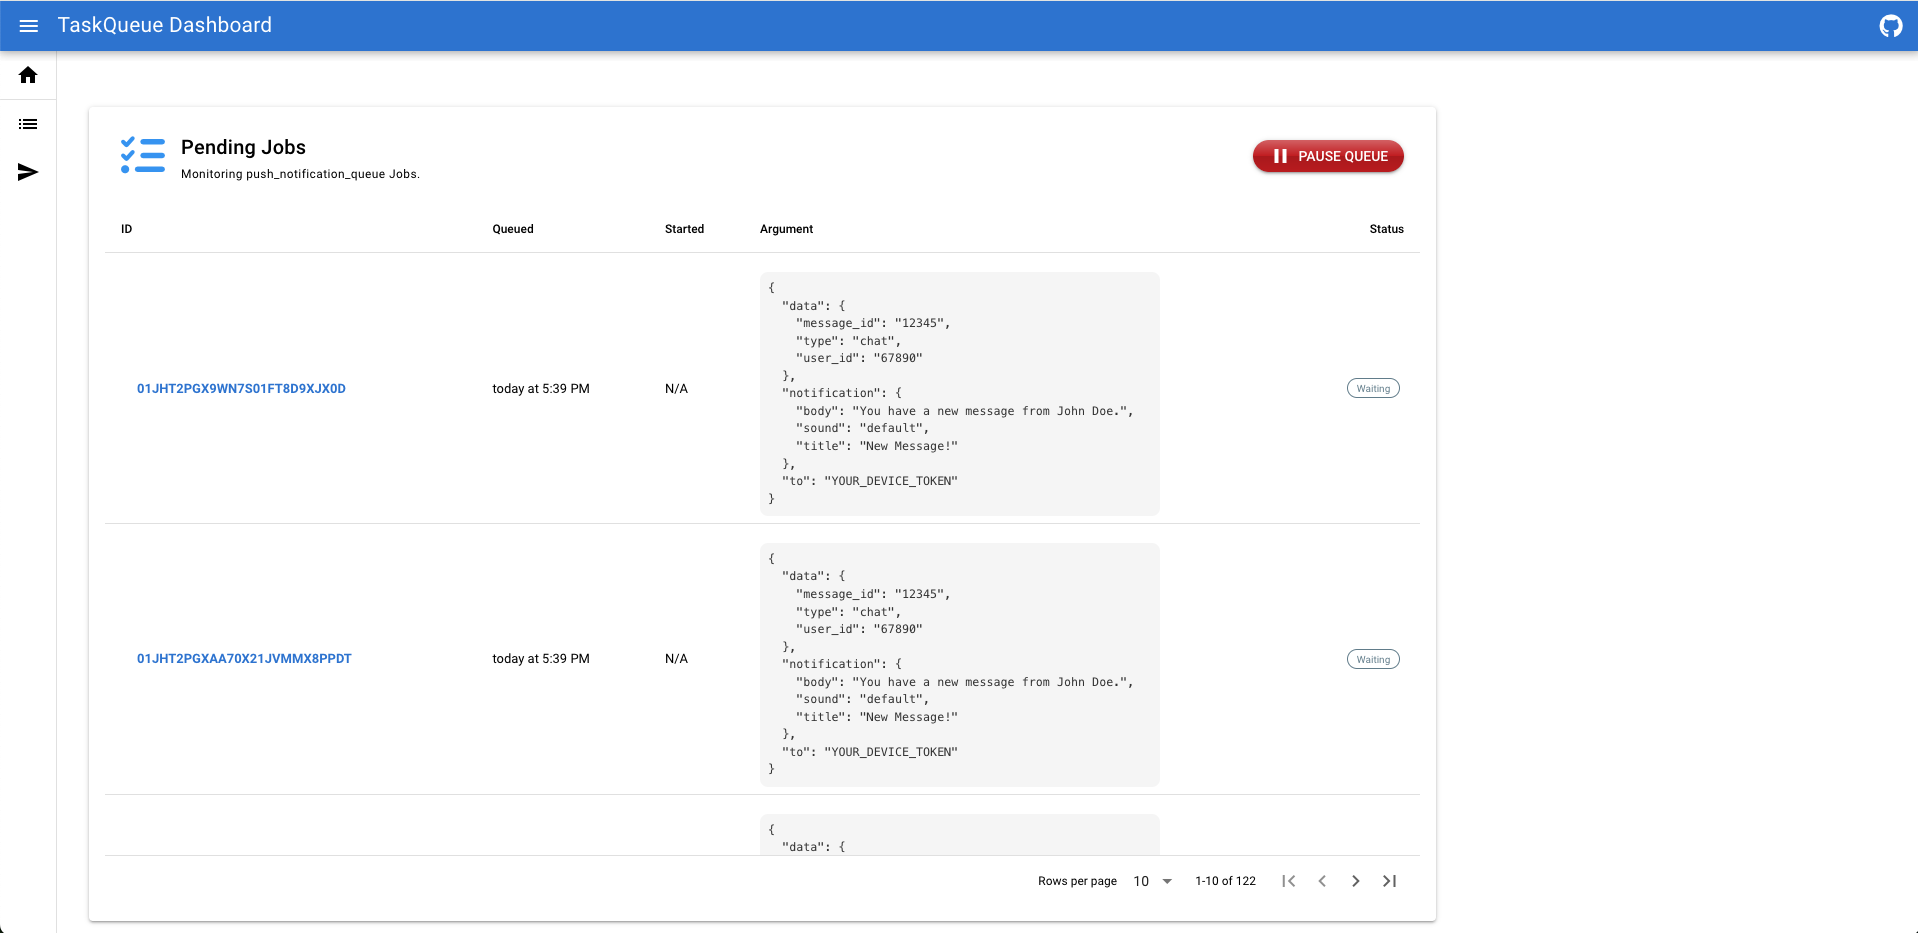 TaskQueue Dashboard
Pending Jobs
Monitoring push_notification_queue Jobs.
PAUSE QUEUE
ID Queued Started Argument Status
01JHT2PGX9WN7S01FT8D9XJX0D today at 5:39 PM N/A Waiting
{
  "data": {
    "message_id": "12345",
    "type": "chat",
    "user_id": "67890"
  },
  "notification": {
    "body": "You have a new message from John Doe.",
    "sound": "default",
    "title": "New Message!"
  },
  "to": "YOUR_DEVICE_TOKEN"
}
01JHT2PGXAA70X21JVMMX8PPDT today at 5:39 PM N/A Waiting
{
  "data": {
    "message_id": "12345",
    "type": "chat",
    "user_id": "67890"
  },
  "notification": {
    "body": "You have a new message from John Doe.",
    "sound": "default",
    "title": "New Message!"
  },
  "to": "YOUR_DEVICE_TOKEN"
}
{
  "data": {
Rows per page 10 1-10 of 122